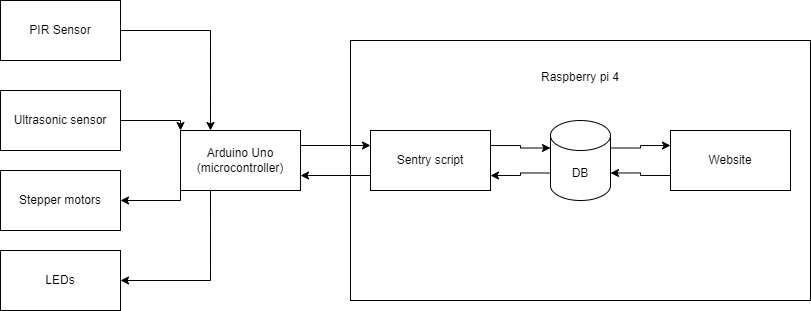 PIR Sensor
Raspberry pi 4
Ultrasonic sensor
Arduino Uno
(microcontroller)
Sentry script
DB
Website
Stepper motors
LEDs